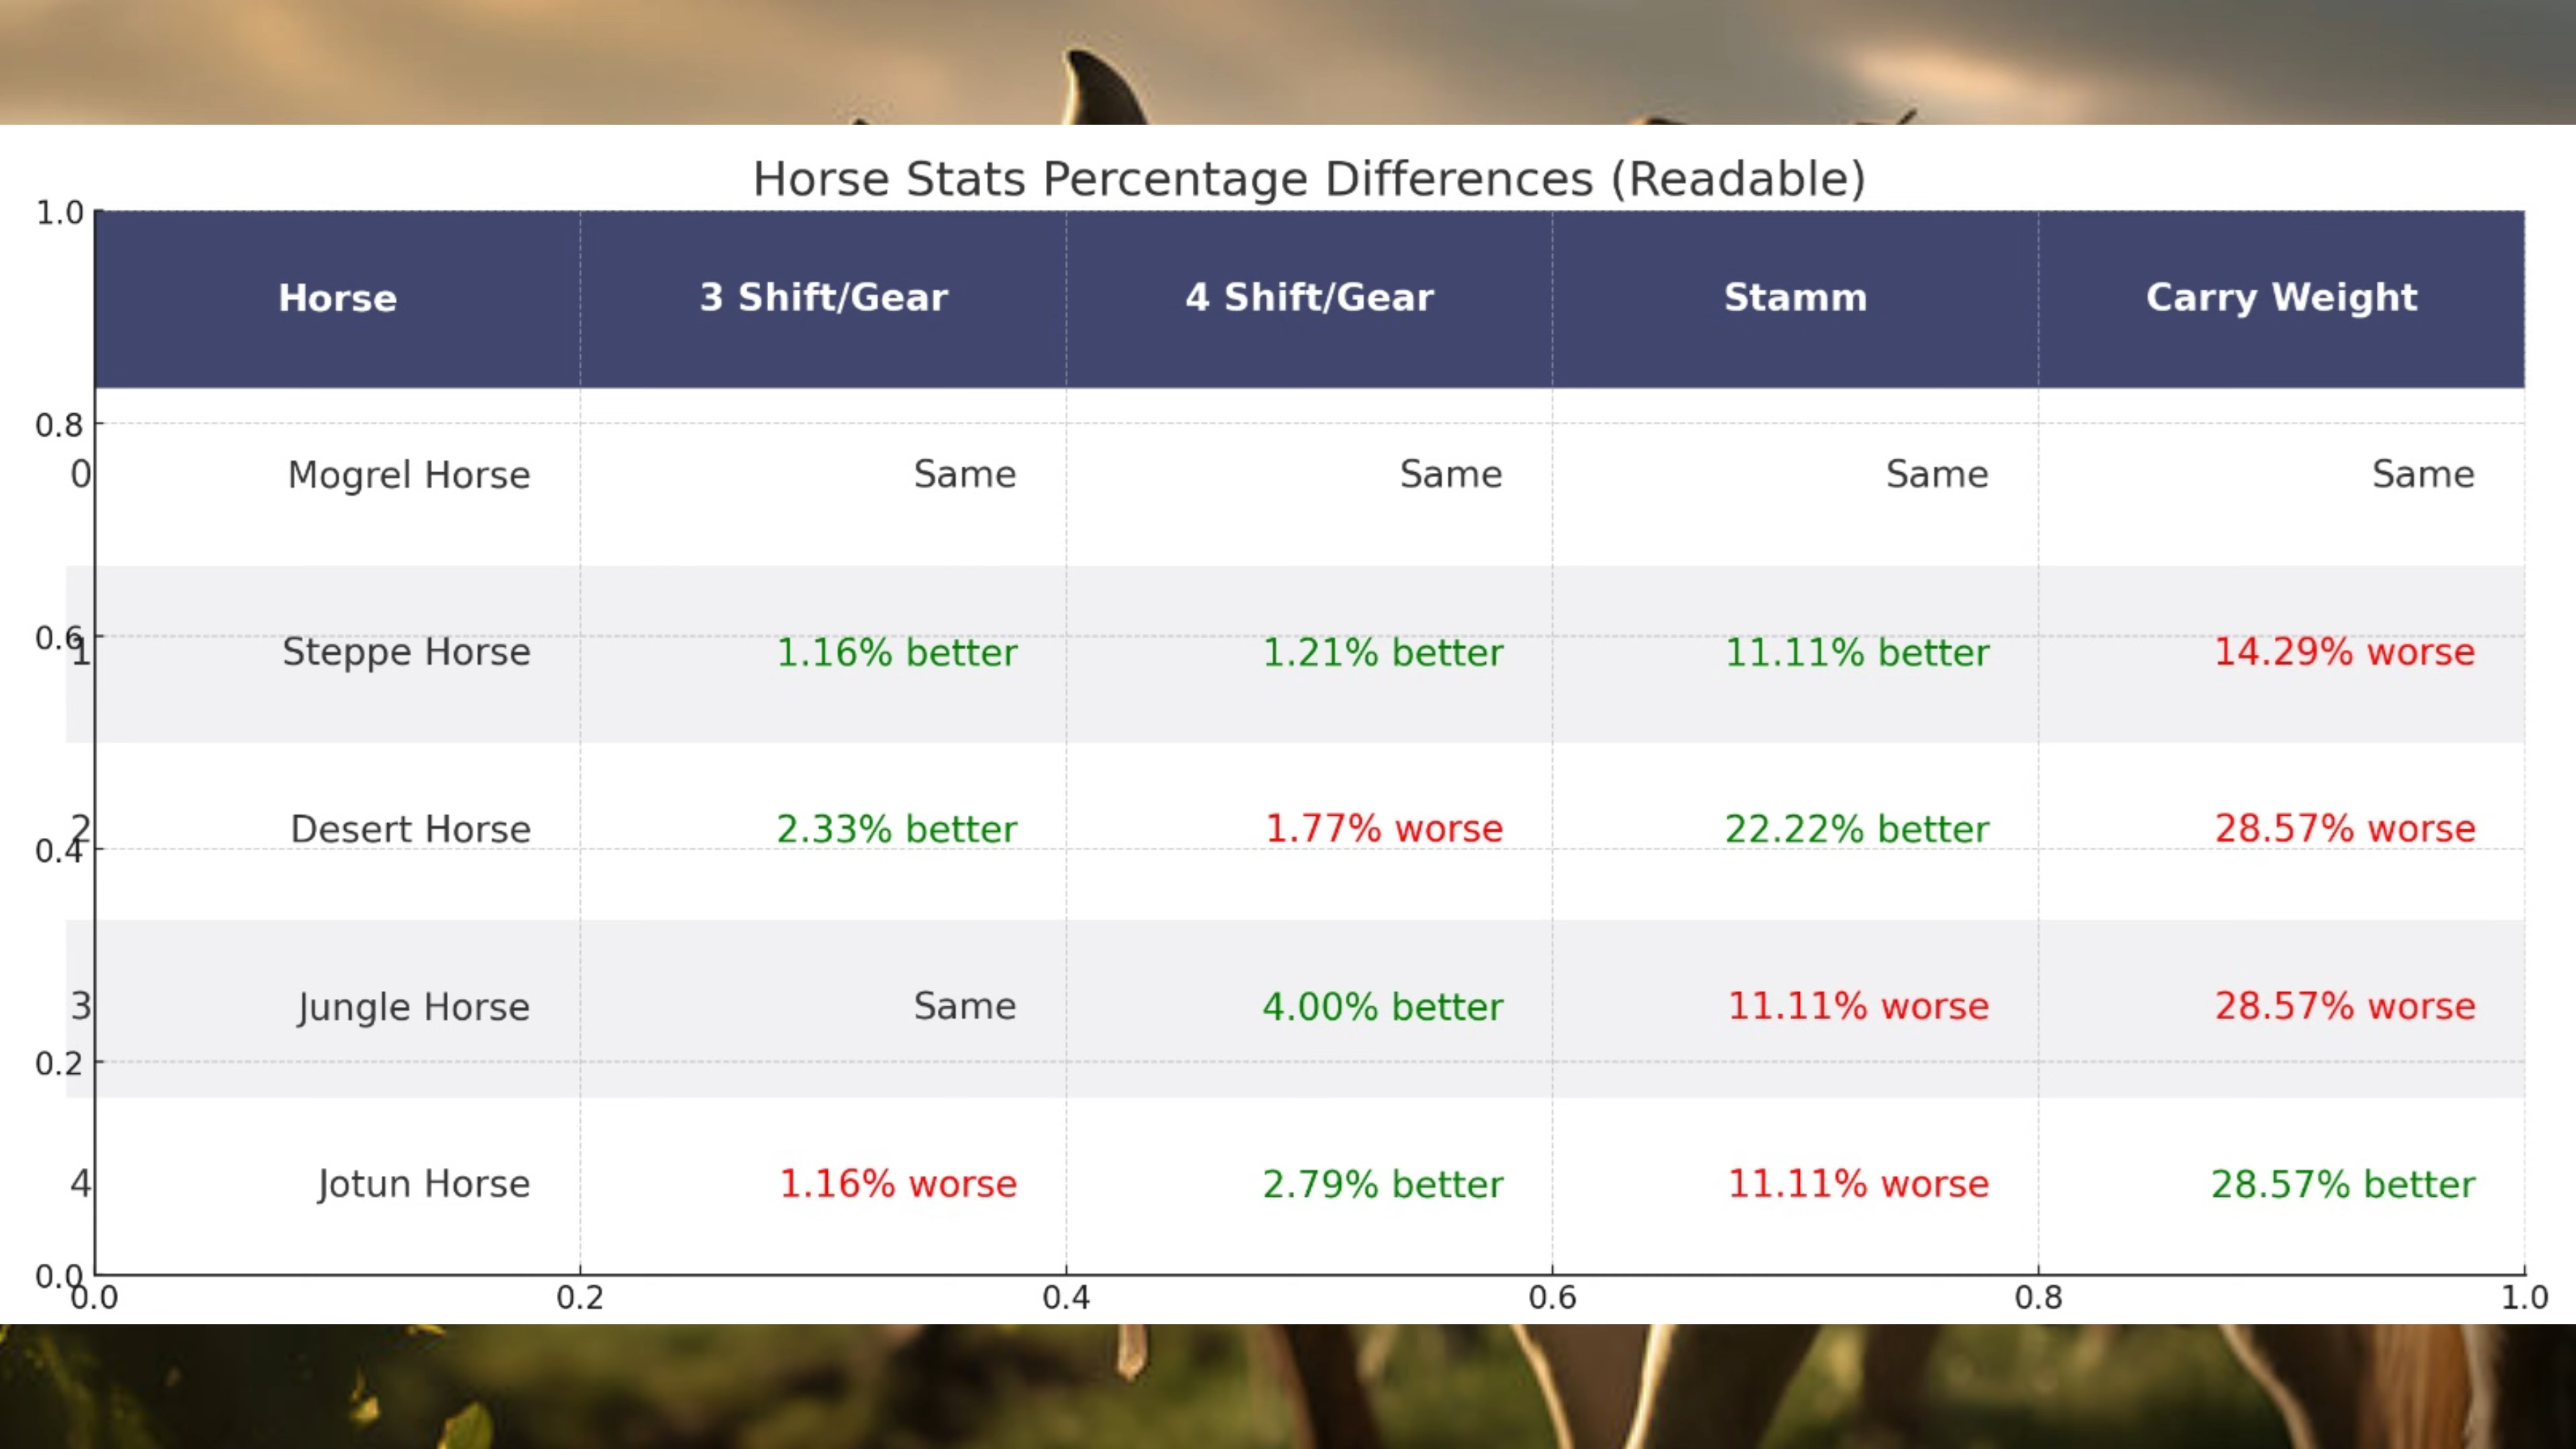 Horse Stats Percentage Differences (Readable)
1.0
Horse 3 Shift/Gear 4 Shift/Gear Stamm Carry Weight
0.8
0 Mogrel Horse Same Same Same Same
0.6
1 Steppe Horse 1.16% better 1.21% better 11.11% better 14.29% worse
2 Desert Horse 2.33% better 1.77% worse 22.22% better 28.57% worse
0.4
3 Jungle Horse Same 4.00% better 11.11% worse 28.57% worse
0.2
4 Jotun Horse 1.16% worse 2.79% better 11.11% worse 28.57% better
0.0
0.0 0.2 0.4 0.6 0.8 1.0